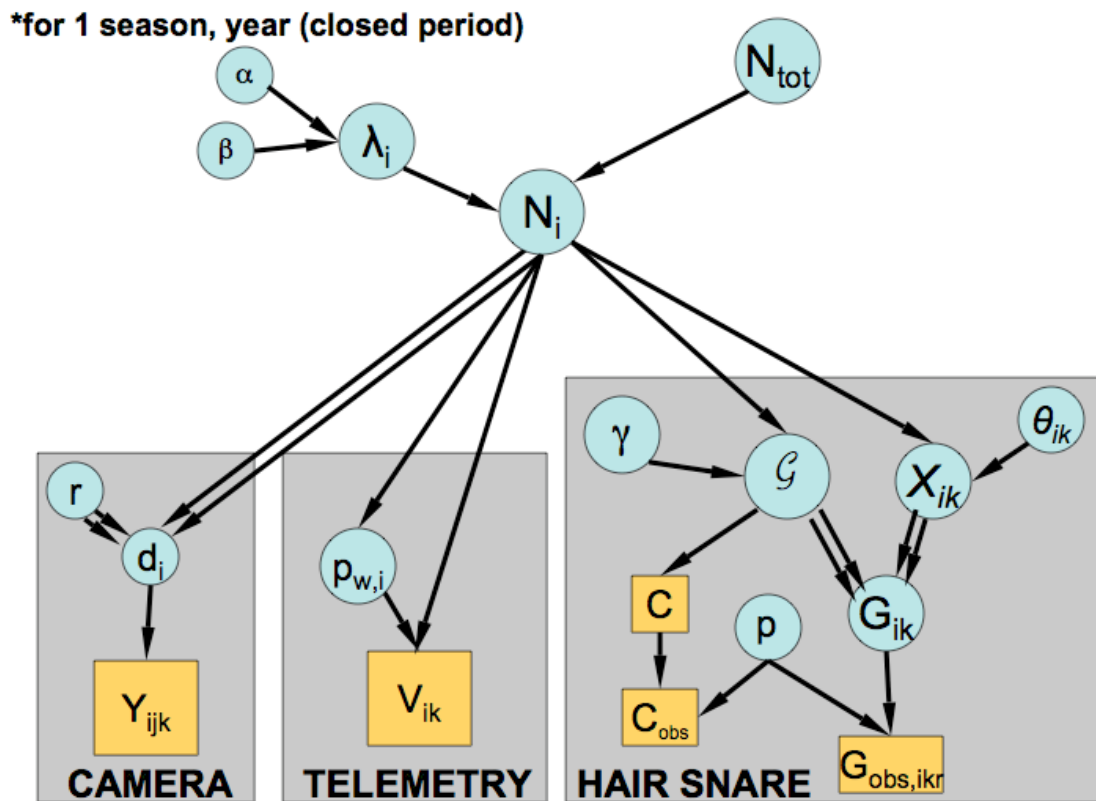 *for 1 season, year (closed period)
α
N_tot
β
λ_i
N_i
γ
θ_ik
𝒢
X_ik
r
d_i
p_w,i
C
p
G_ik
Y_ijk
V_ik
C_obs
G_obs,ikr
CAMERA
TELEMETRY
HAIR SNARE